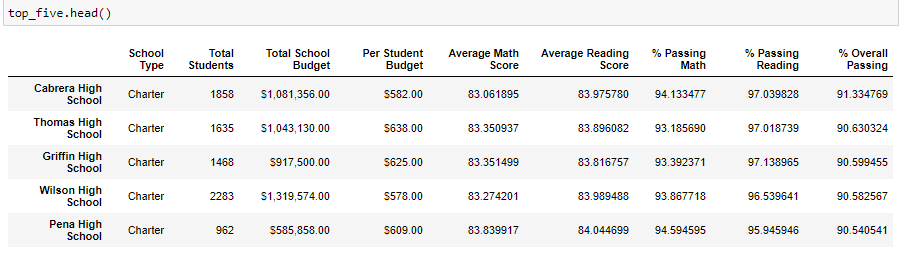 top_five.head()
School Type Total Students Total School Budget Per Student Budget Average Math Score Average Reading Score % Passing Math % Passing Reading % Overall Passing
Cabrera High School Charter 1858 $1,081,356.00 $582.00 83.061895 83.975780 94.133477 97.039828 91.334769
Thomas High School Charter 1635 $1,043,130.00 $638.00 83.350937 83.896082 93.185690 97.018739 90.630324
Griffin High School Charter 1468 $917,500.00 $625.00 83.351499 83.816757 93.392371 97.138965 90.599455
Wilson High School Charter 2283 $1,319,574.00 $578.00 83.274201 83.989488 93.867718 96.539641 90.582567
Pena High School Charter 962 $585,858.00 $609.00 83.839917 84.044699 94.594595 95.945946 90.540541